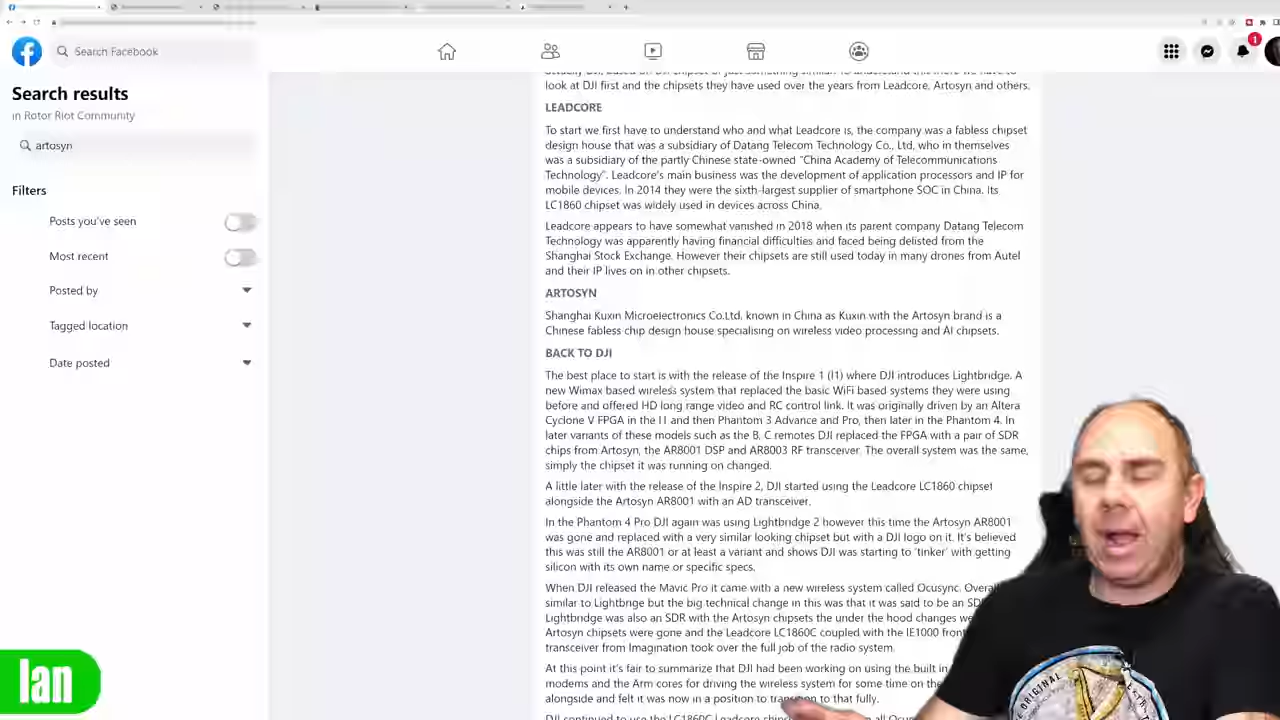 Search Facebook
1
Search results
in Rotor Riot Community
artosyn
Filters
Posts you've seen
Most recent
Posted by
Tagged location
Date posted
look at DJI first and the chipsets they have used over the years from Leadcore, Artosyn and others.
LEADCORE
To start we first have to understand who and what Leadcore is, the company was a fabless chipset
design house that was a subsidiary of Datang Telecom Technology Co., Ltd, who in themselves
was a subsidiary of the partly Chinese state-owned "China Academy of Telecommunications
Technology". Leadcore's main business was the development of application processors and IP for
mobile devices. In 2014 they were the sixth-largest supplier of smartphone SOC in China. Its
LC1860 chipset was widely used in devices across China.
Leadcore appears to have somewhat vanished in 2018 when its parent company Datang Telecom
Technology was apparently having financial difficulties and faced being delisted from the
Shanghai Stock Exchange. However their chipsets are still used today in many drones from Autel
and their IP lives on in other chipsets.
ARTOSYN
Shanghai Kuxin Microelectronics Co.Ltd. known in China as Kuxin with the Artosyn brand is a
Chinese fabless chip design house specialising on wireless video processing and AI chipsets.
BACK TO DJI
The best place to start is with the release of the Inspire 1 (I1) where DJI introduces Lightbridge. A
new Wimax based wireless system that replaced the basic WiFi based systems they were using
before and offered HD long range video and RC control link. It was originally driven by an Altera
Cyclone V FPGA in the I1 and then Phantom 3 Advance and Pro, then later in the Phantom 4. In
later variants of these models such as the B, C remotes DJI replaced the FPGA with a pair of SDR
chips from Artosyn, the AR8001 DSP and AR8003 RF transceiver. The overall system was the same,
simply the chipset it was running on changed.
A little later with the release of the Inspire 2, DJI started using the Leadcore LC1860 chipset
alongside the Artosyn AR8001 with an AD transceiver.
In the Phantom 4 Pro DJI again was using Lightbridge 2 however this time the Artosyn AR8001
was gone and replaced with a very similar looking chipset but with a DJI logo on it. It's believed
this was still the AR8001 or at least a variant and shows DJI was starting to 'tinker' with getting
silicon with its own name or specific specs.
When DJI released the Mavic Pro it came with a new wireless system called Ocusync. Overal
similar to Lightbrige but the big technical change in this was that it was said to be an SD
Lightbridge was also an SDR with the Artosyn chipsets the under the hood changes we
Artosyn chipsets were gone and the Leadcore LC1860C coupled with the IE1000 fron
transceiver from Imagination took over the full job of the radio system.
At this point it's fair to summarize that DJI had been working on using the built in
modems and the Arm cores for driving the wireless system for some time on the
alongside and felt it was now in a position to transition to that fully.
DJI continued to use the LC1860C Leadcore
Ian
ORIGINAL